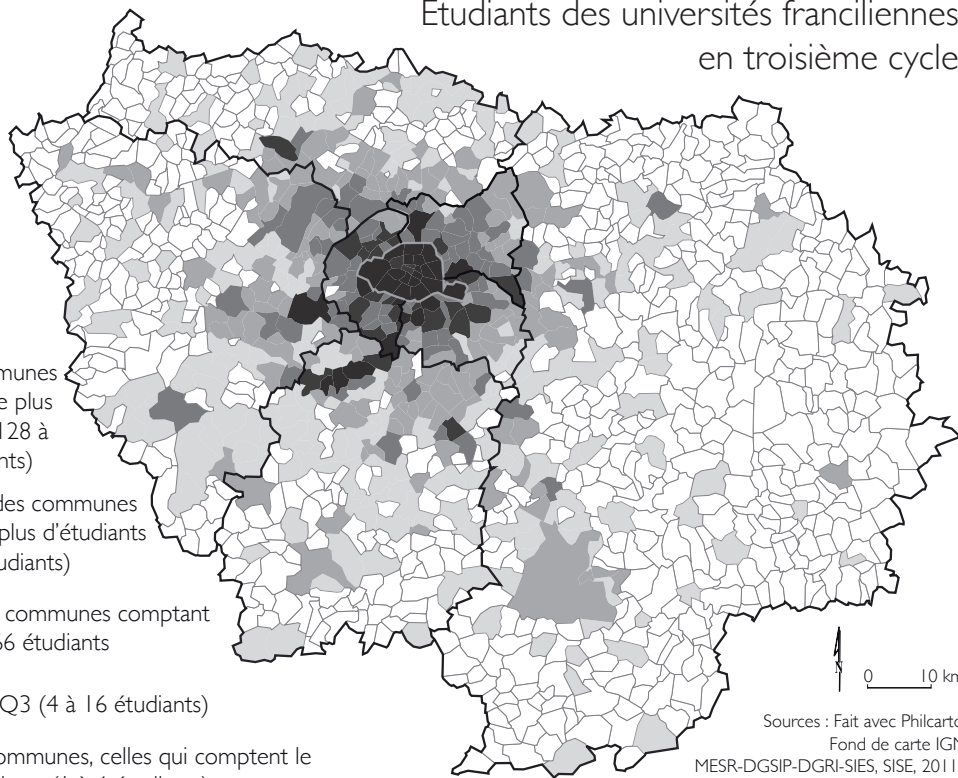 Etudiants des universités franciliennes
en troisième cycle
munes
e plus
128 à
nts)
des communes
plus d’étudiants
udiants)
communes comptant
66 étudiants
Q3 (4 à 16 étudiants)
ommunes, celles qui comptent le
N
0 10 km
Sources : Fait avec Philcarto
Fond de carte IGN
MESR-DGSIP-DGRI-SIES, SISE, 2011